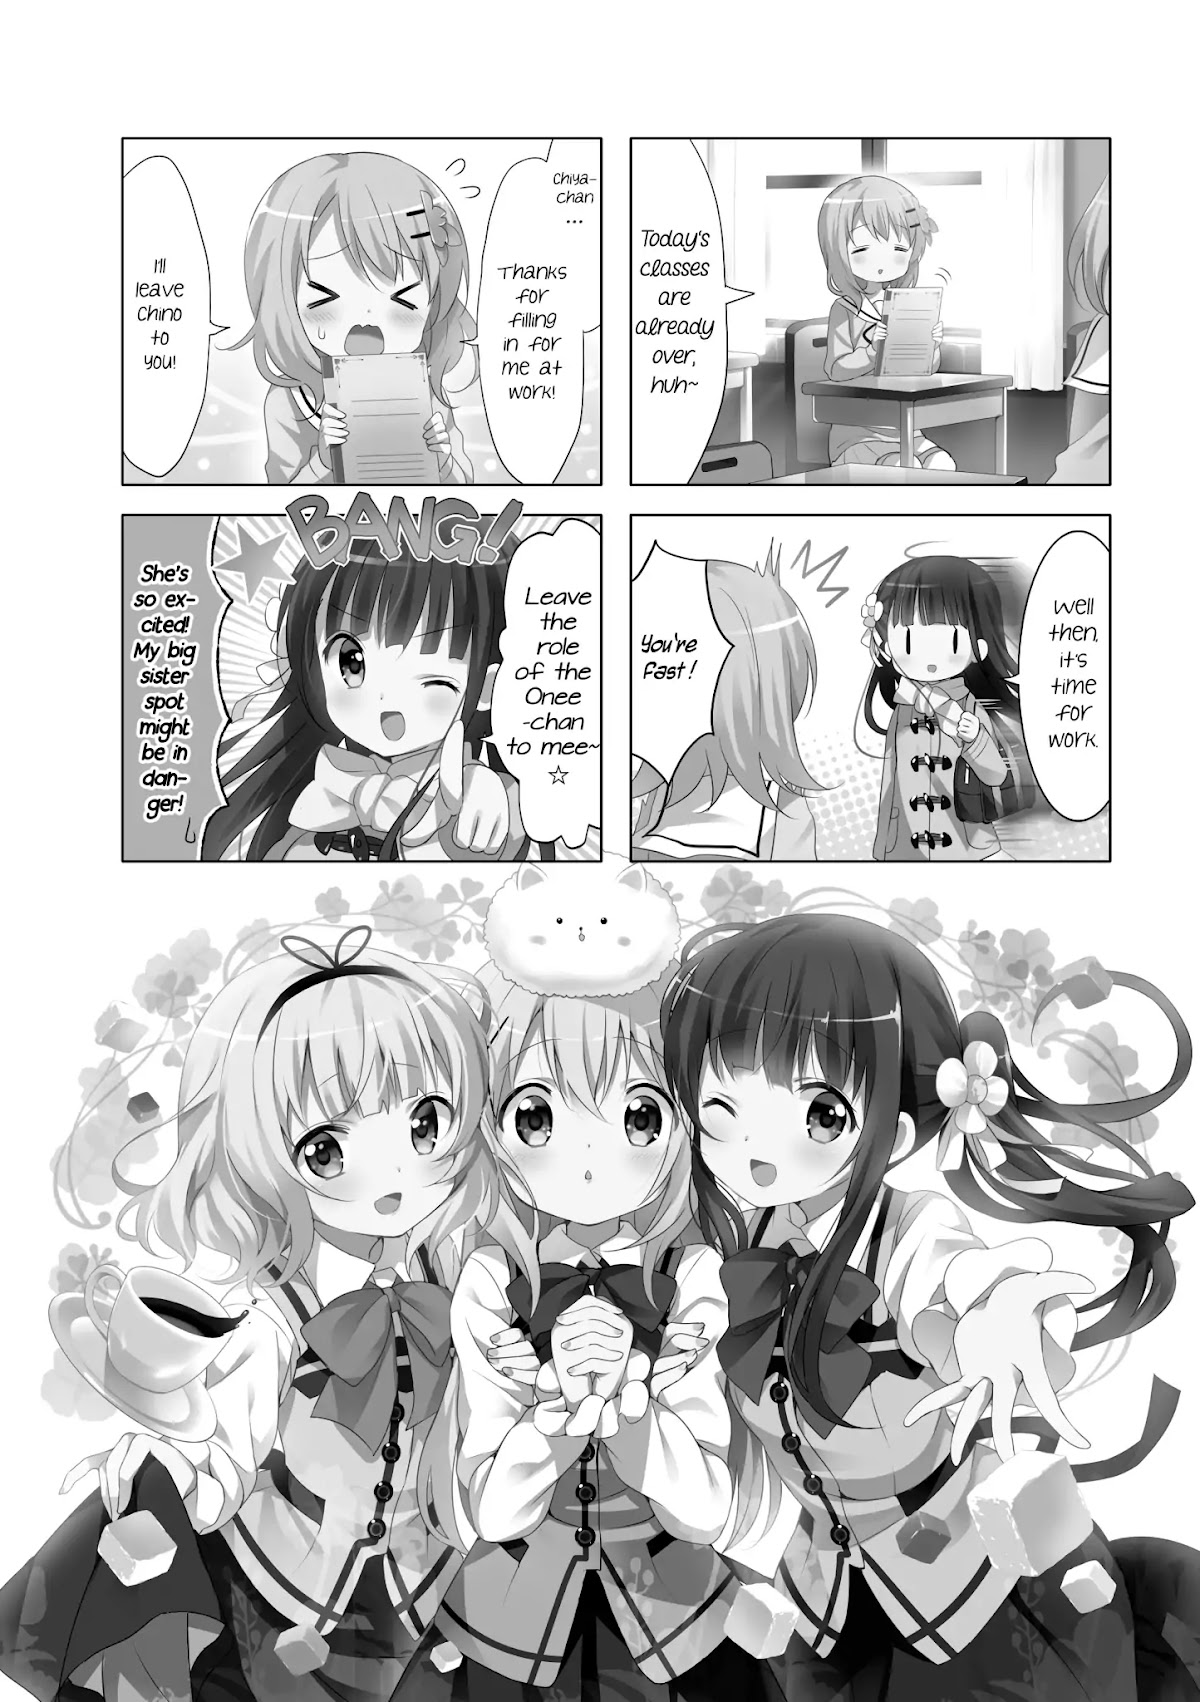 Today's
classes
are
already
over,
huh~
Well
then,
it's
time
for
work.
You're
fast!
Chiya-
chan
...
Thanks
for
filling
in for
me at
work!
I'll
leave
Chino
to
you!
BANG!
Leave
the
role
of the
Onee
-chan
to mee~
☆
She's
so ex-
cited!
My big
sister
spot
might
be in
dan-
ger!